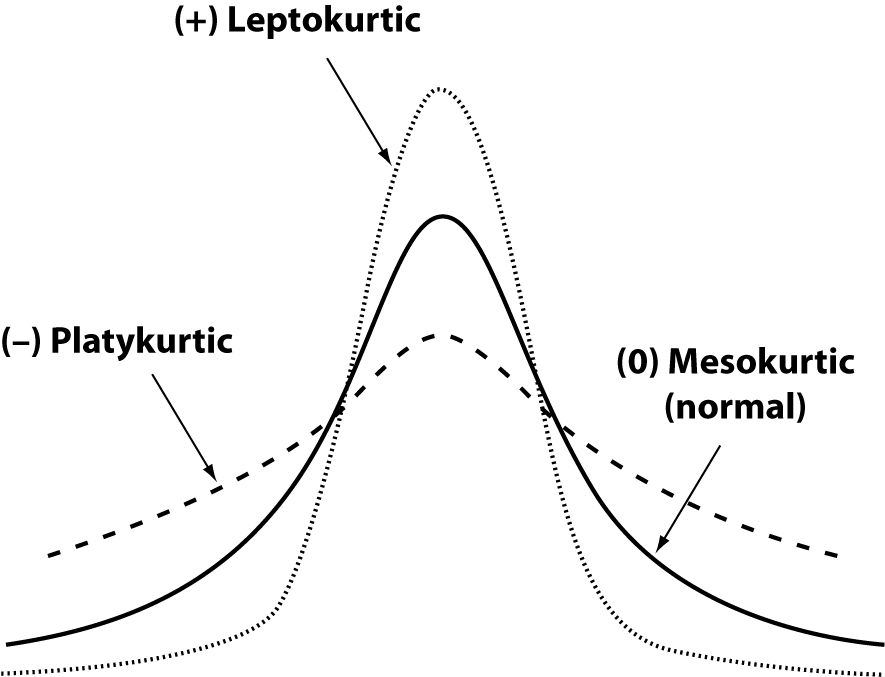 (+) Leptokurtic
(–) Platykurtic
(0) Mesokurtic
(normal)